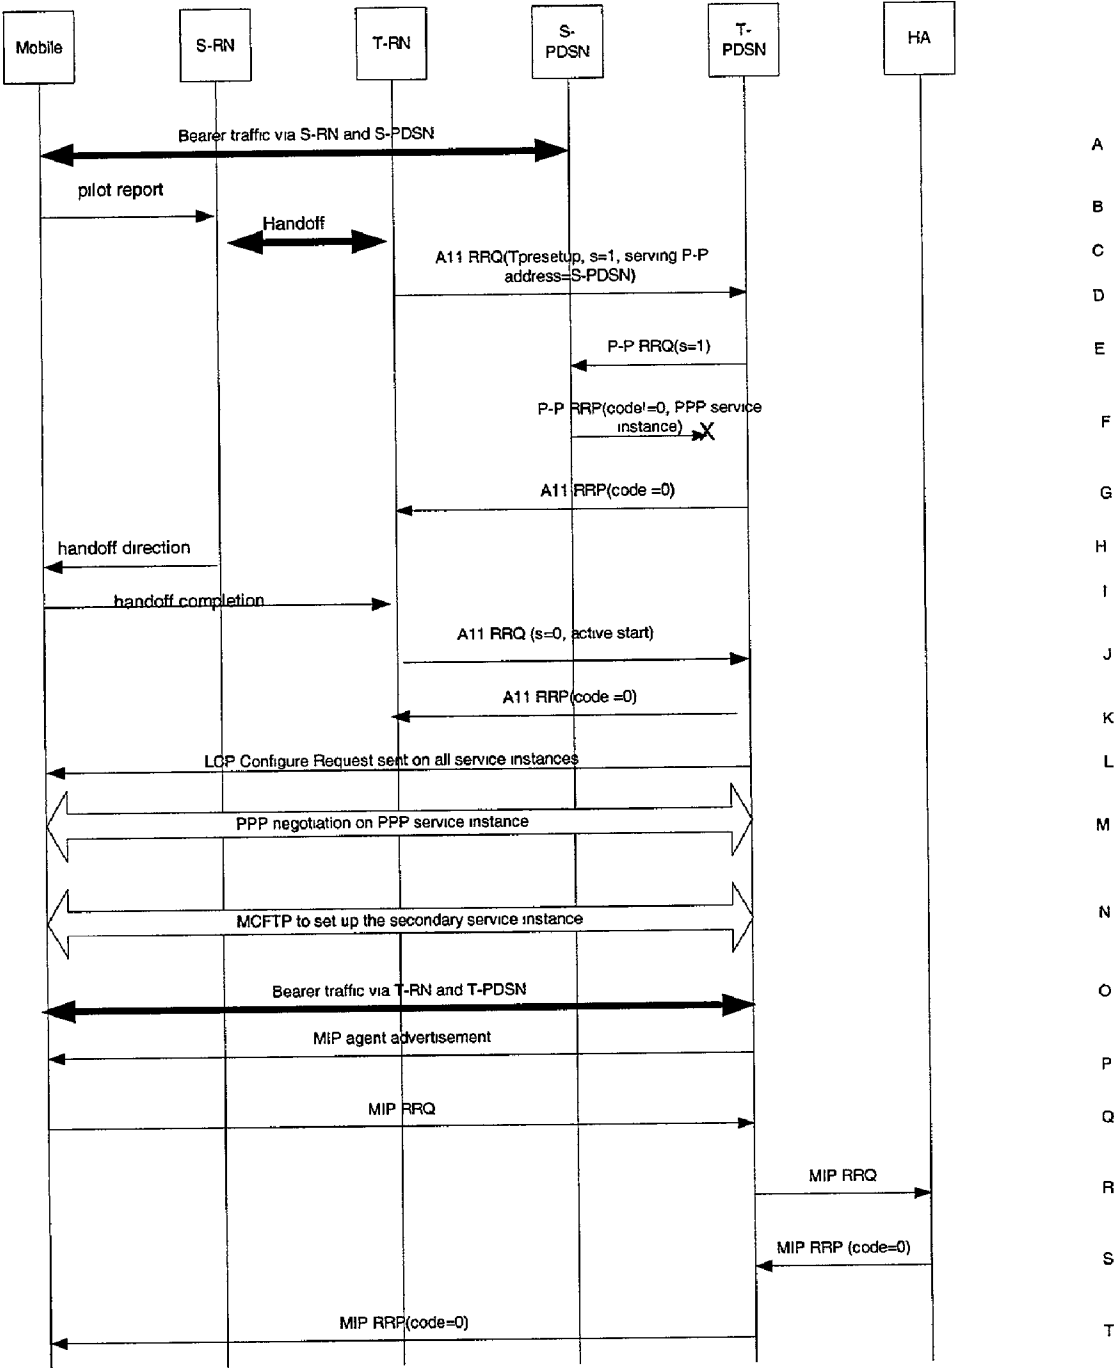 Mobile
S-RN
T-RN
S-
PDSN
T-
PDSN
HA
Bearer traffic via S-RN and S-PDSN
A
pilot report
B
Handoff
C
A11 RRQ(Tpresetup, s=1, serving P-P
address=S-PDSN)
D
P-P RRQ(s=1)
E
P-P RRP(code!=0, PPP service
instance)
X
F
A11 RRP(code =0)
G
handoff direction
H
handoff completion
I
A11 RRQ (s=0, active start)
J
A11 RRP(code =0)
K
LCP Configure Request sent on all service instances
L
PPP negotiation on PPP service instance
M
MCFTP to set up the secondary service instance
N
Bearer traffic via T-RN and T-PDSN
O
MIP agent advertisement
P
MIP RRQ
Q
MIP RRQ
R
MIP RRP (code=0)
S
MIP RRP(code=0)
T